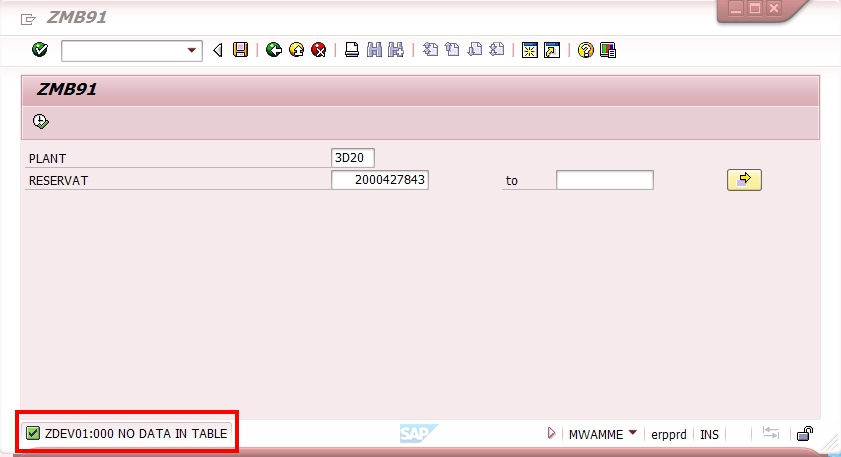 ZMB91
ZMB91
PLANT 3D20
RESERVAT 2000427843 to
ZDEV01:000 NO DATA IN TABLE SAP MWAMME erpprd INS